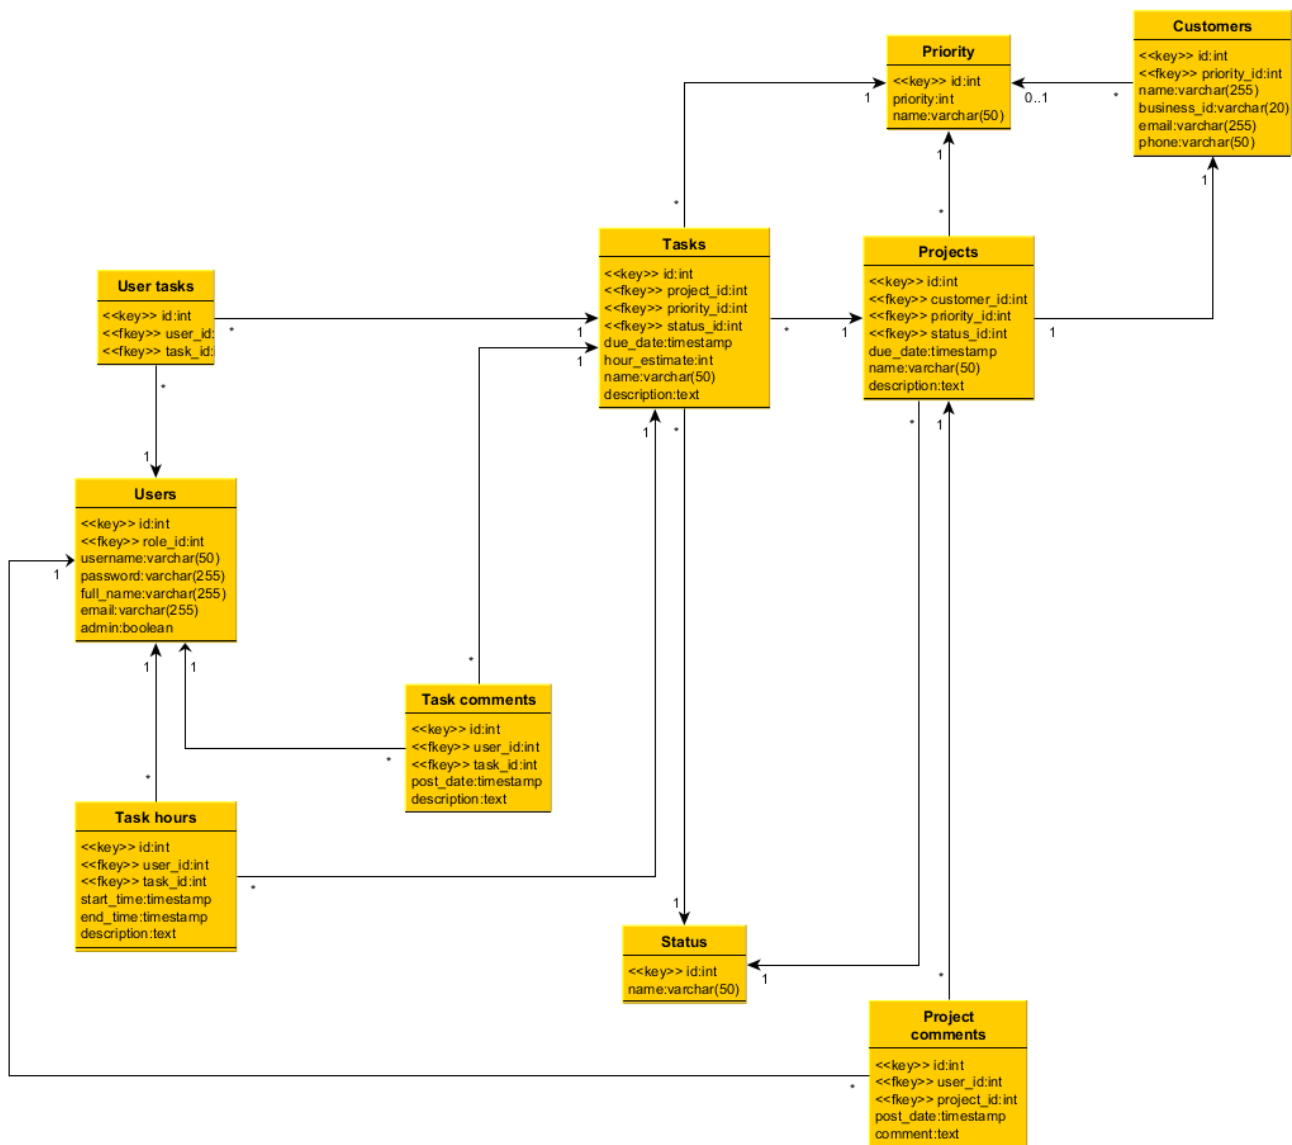 Customers
<<key>> id:int
<<fkey>> priority_id:int
name:varchar(255)
business_id:varchar(20)
email:varchar(255)
phone:varchar(50)
Priority
<<key>> id:int
priority:int
name:varchar(50)
1
0..1
*
1
*
1
*
Tasks
<<key>> id:int
<<fkey>> project_id:int
<<fkey>> priority_id:int
<<fkey>> status_id:int
due_date:timestamp
hour_estimate:int
name:varchar(50)
description:text
Projects
<<key>> id:int
<<fkey>> customer_id:int
<<fkey>> priority_id:int
<<fkey>> status_id:int
due_date:timestamp
name:varchar(50)
description:text
User tasks
<<key>> id:int
<<fkey>> user_id:
<<fkey>> task_id:
*
1
*
1
1
1
*
1
1
*
*
1
Users
<<key>> id:int
<<fkey>> role_id:int
username:varchar(50)
password:varchar(255)
full_name:varchar(255)
email:varchar(255)
admin:boolean
1
1
1
*
*
*
Task comments
<<key>> id:int
<<fkey>> user_id:int
<<fkey>> task_id:int
post_date:timestamp
description:text
Task hours
<<key>> id:int
<<fkey>> user_id:int
<<fkey>> task_id:int
start_time:timestamp
end_time:timestamp
description:text
*
1
Status
<<key>> id:int
name:varchar(50)
1
*
Project
comments
<<key>> id:int
<<fkey>> user_id:int
<<fkey>> project_id:int
post_date:timestamp
comment:text
*